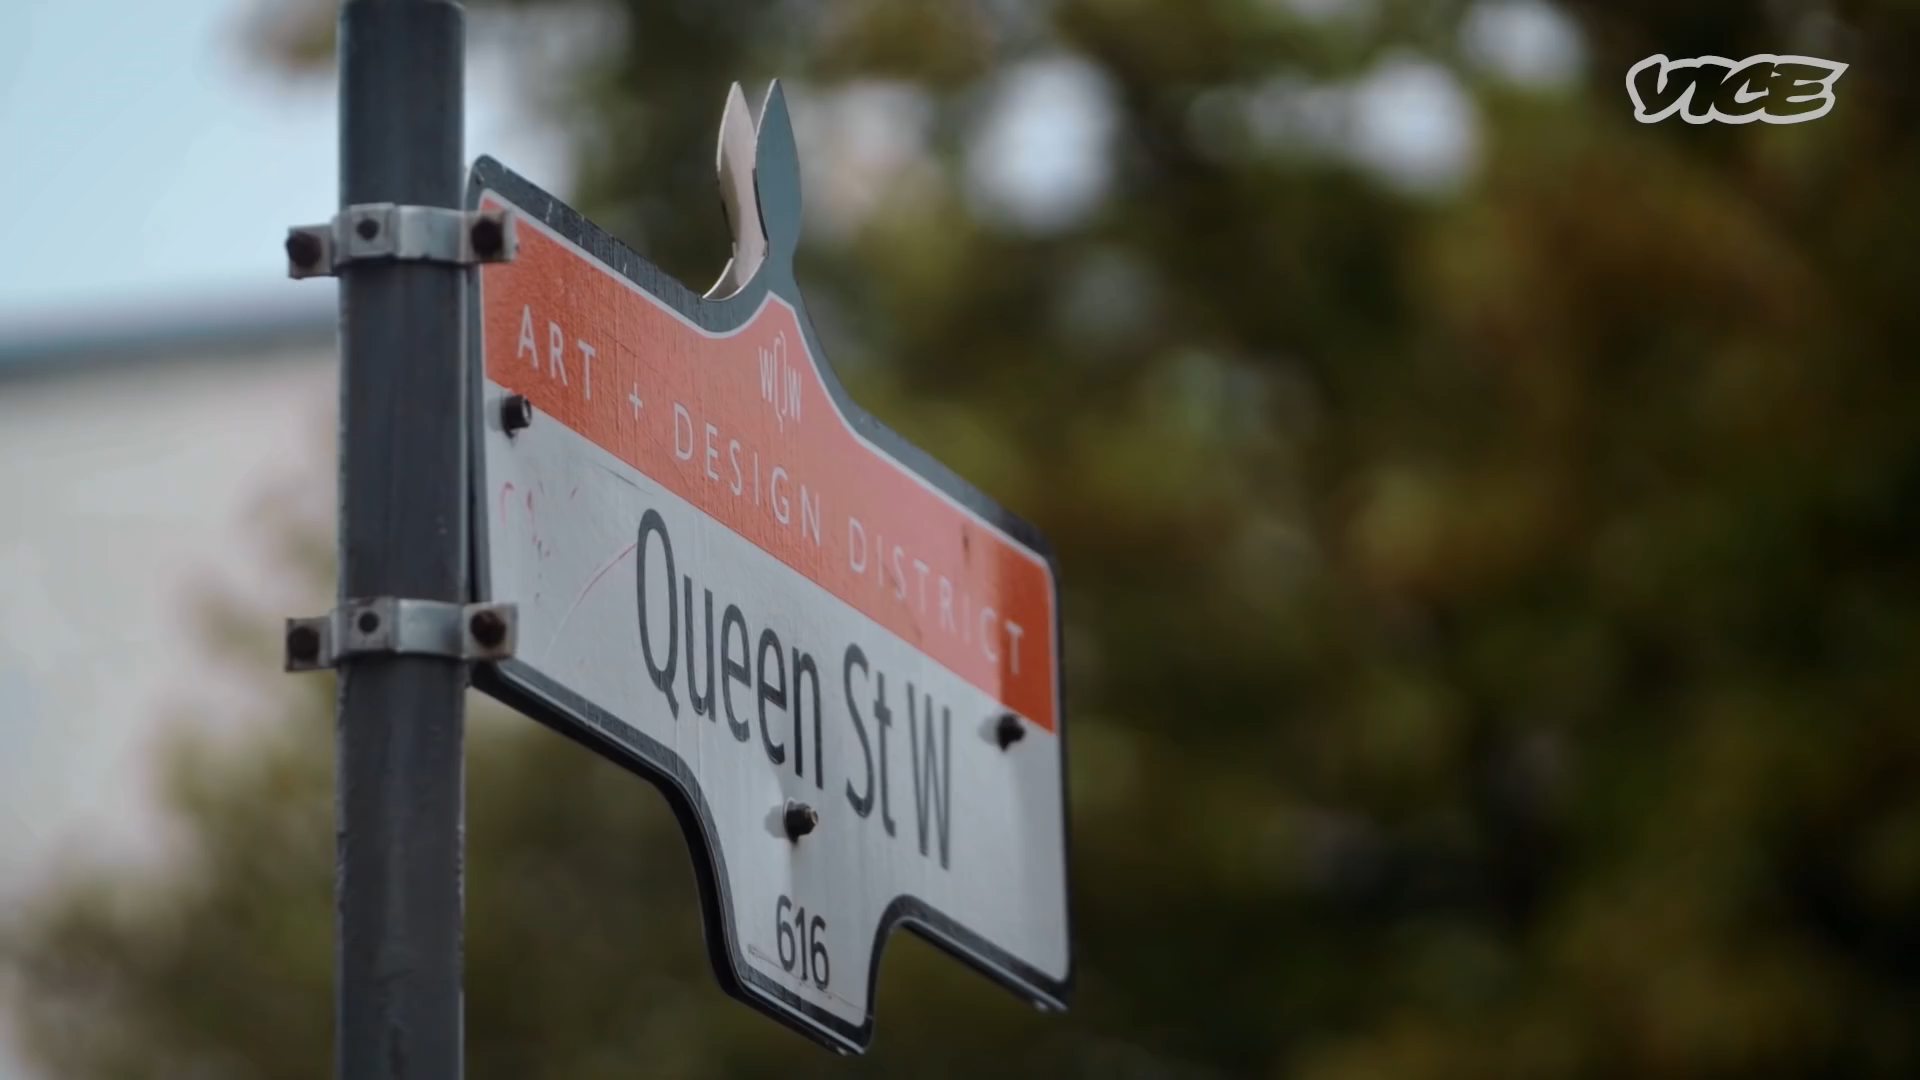 VICE
WQW
ART + DESIGN DISTRICT
Queen St W
616